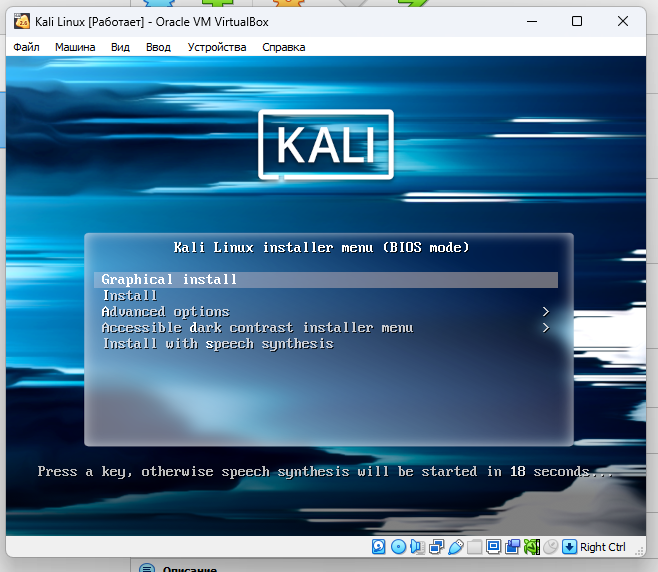 Kali Linux [Работает] - Oracle VM VirtualBox
Файл Машина Вид Ввод Устройства Справка
KALI
Kali Linux installer menu (BIOS mode)
Graphical install
Install
Advanced options >
Accessible dark contrast installer menu >
Install with speech synthesis
Press a key, otherwise speech synthesis will be started in 18 seconds...
Right Ctrl
Описание